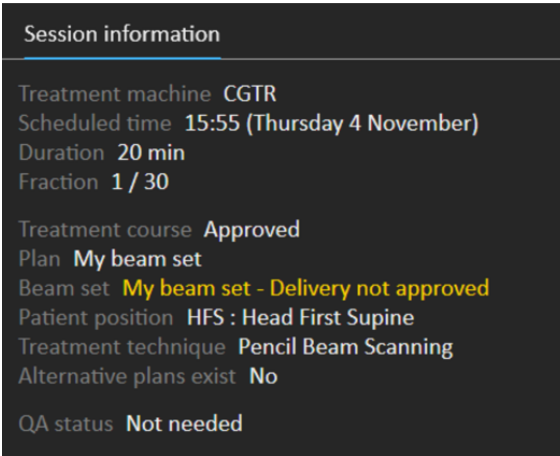 Session information
Treatment machine CGTR
Scheduled time 15:55 (Thursday 4 November)
Duration 20 min
Fraction 1 / 30
Treatment course Approved
Plan My beam set
Beam set My beam set - Delivery not approved
Patient position HFS : Head First Supine
Treatment technique Pencil Beam Scanning
Alternative plans exist No
QA status Not needed